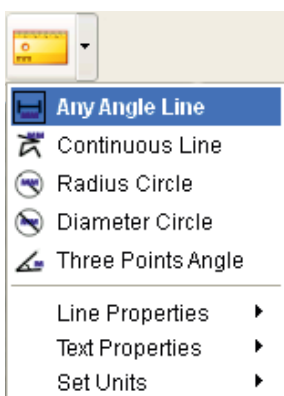 Any Angle Line
Continuous Line
Radius Circle
Diameter Circle
Three Points Angle
Line Properties
Text Properties
Set Units